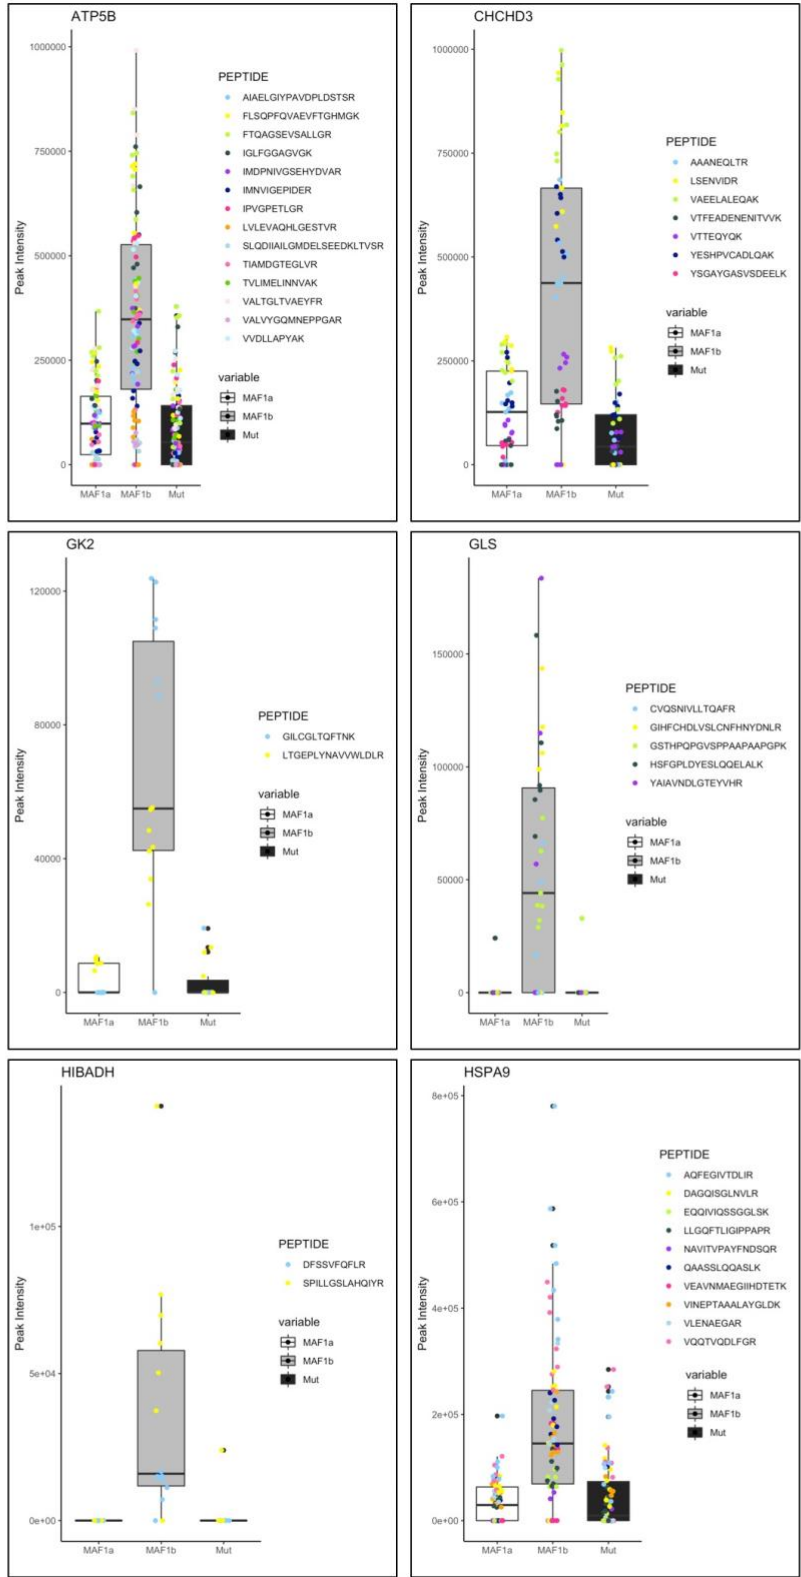 ATP5B
Peak Intensity
1000000
750000
500000
250000
0
MAF1a MAF1b Mut
PEPTIDE
AIAELGIYPAVDPLDSTSR
FLSQPFQVAEVFTGHMGK
FTQAGSEVSALLGR
IGLFGGAGVGK
IMDPNIVGSEHYDVAR
IMNVIGEPIDER
IPVGPETLGR
LVLEVAQHLGESTVR
SLQDIIAILGMDELSEEDKLTVSR
TIAMDGTEGLVR
TVLIMELINNVAK
VALTGLTVAEYFR
VALVYGQMNEPPGAR
VVDLLAPYAK
variable
MAF1a
MAF1b
Mut
CHCHD3
Peak Intensity
1000000
750000
500000
250000
0
MAF1a MAF1b Mut
PEPTIDE
AAANEQLTR
LSENVIDR
VAEELALEQAK
VTFEADENENITVVK
VTTEQYQK
YESHPVCADLQAK
YSGAYGASVSDEELK
variable
MAF1a
MAF1b
Mut
GK2
Peak Intensity
120000
80000
40000
0
MAF1a MAF1b Mut
PEPTIDE
GILCGLTQFTNK
LTGEPLYNAVVWLDLR
variable
MAF1a
MAF1b
Mut
GLS
Peak Intensity
150000
100000
50000
0
MAF1a MAF1b Mut
PEPTIDE
CVQSNIVLLTQAFR
GIHFCHDLVSLCNFHNYDNLR
GSTHPQPGVSPPAAPAAPGPK
HSFGPLDYESLQQELALK
YAIAVNDLGTEYVHR
variable
MAF1a
MAF1b
Mut
HIBADH
Peak Intensity
1e+05
5e+04
0e+00
MAF1a MAF1b Mut
PEPTIDE
DFSSVFQFLR
SPILLGSLAHQIYR
variable
MAF1a
MAF1b
Mut
HSPA9
Peak Intensity
8e+05
6e+05
4e+05
2e+05
0e+00
MAF1a MAF1b Mut
PEPTIDE
AQFEGIVTDLIR
DAGQISGLNVLR
EQQIVIQSSGGLSK
LLGQFTLIGIPPAPR
NAVITVPAYFNDSQR
QAASSLQQASLK
VEAVNMAEGIIHDTETK
VINEPTAAALAYGLDK
VLENAEGAR
VQQTVQDLFGR
variable
MAF1a
MAF1b
Mut